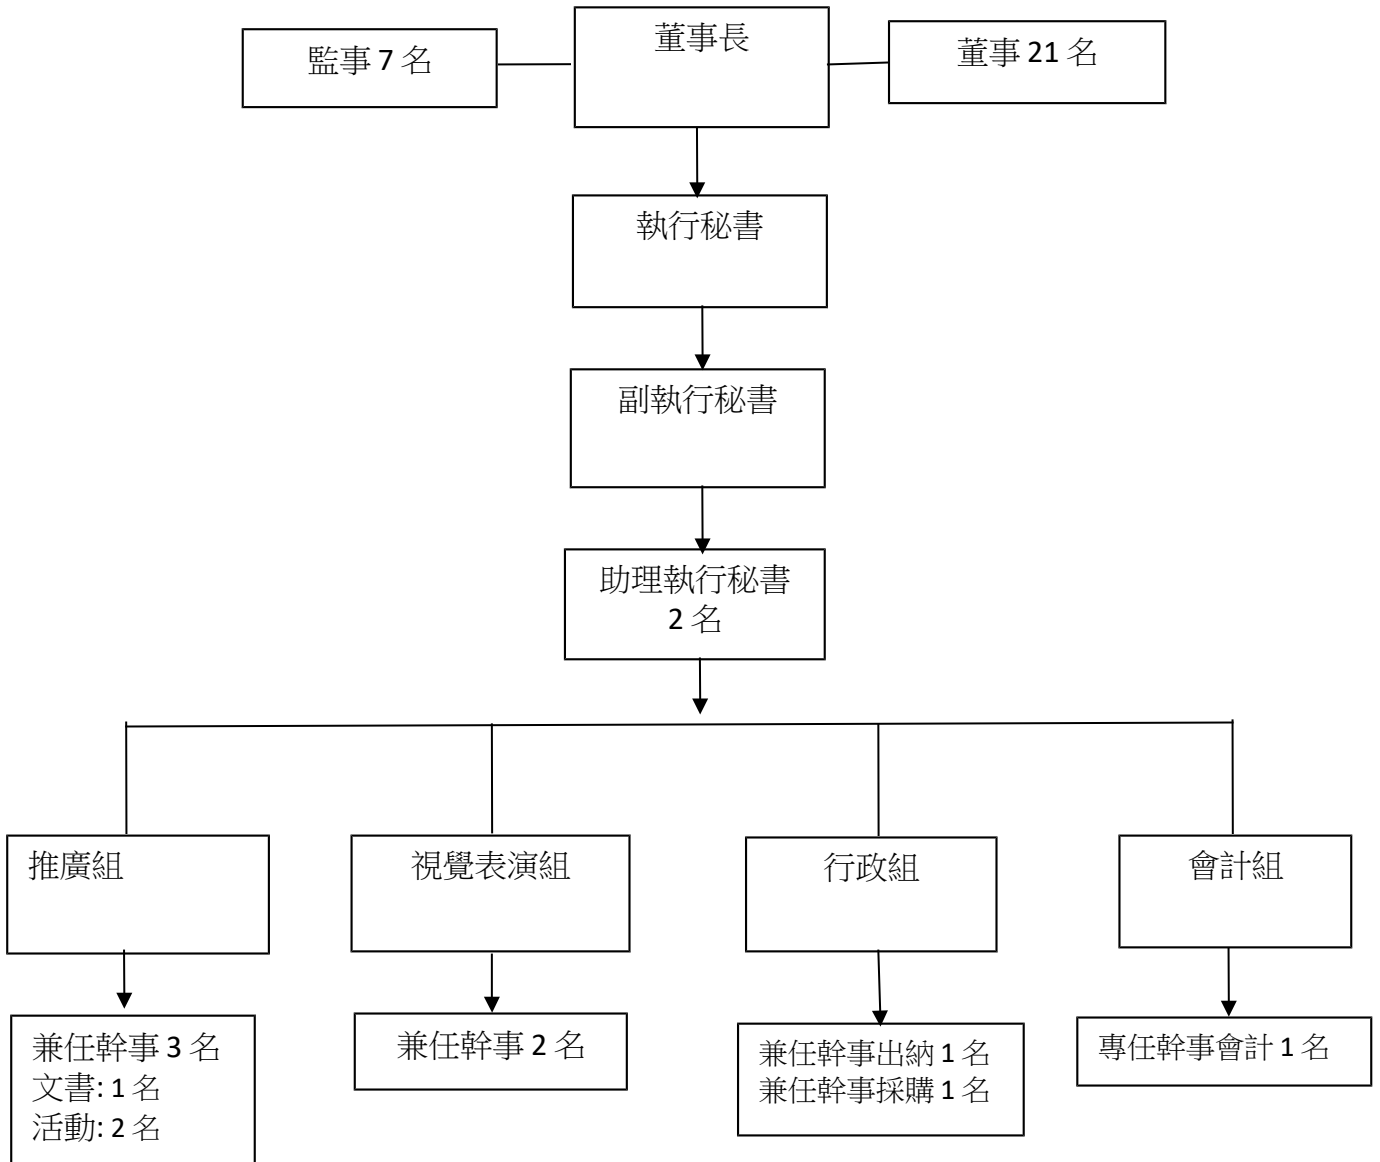 監事 7 名
董事長
董事 21 名
執行秘書
副執行秘書
助理執行秘書
2 名
推廣組
視覺表演組
行政組
會計組
兼任幹事 3 名
文書: 1 名
活動: 2 名
兼任幹事 2 名
兼任幹事出納 1 名
兼任幹事採購 1 名
專任幹事會計 1 名